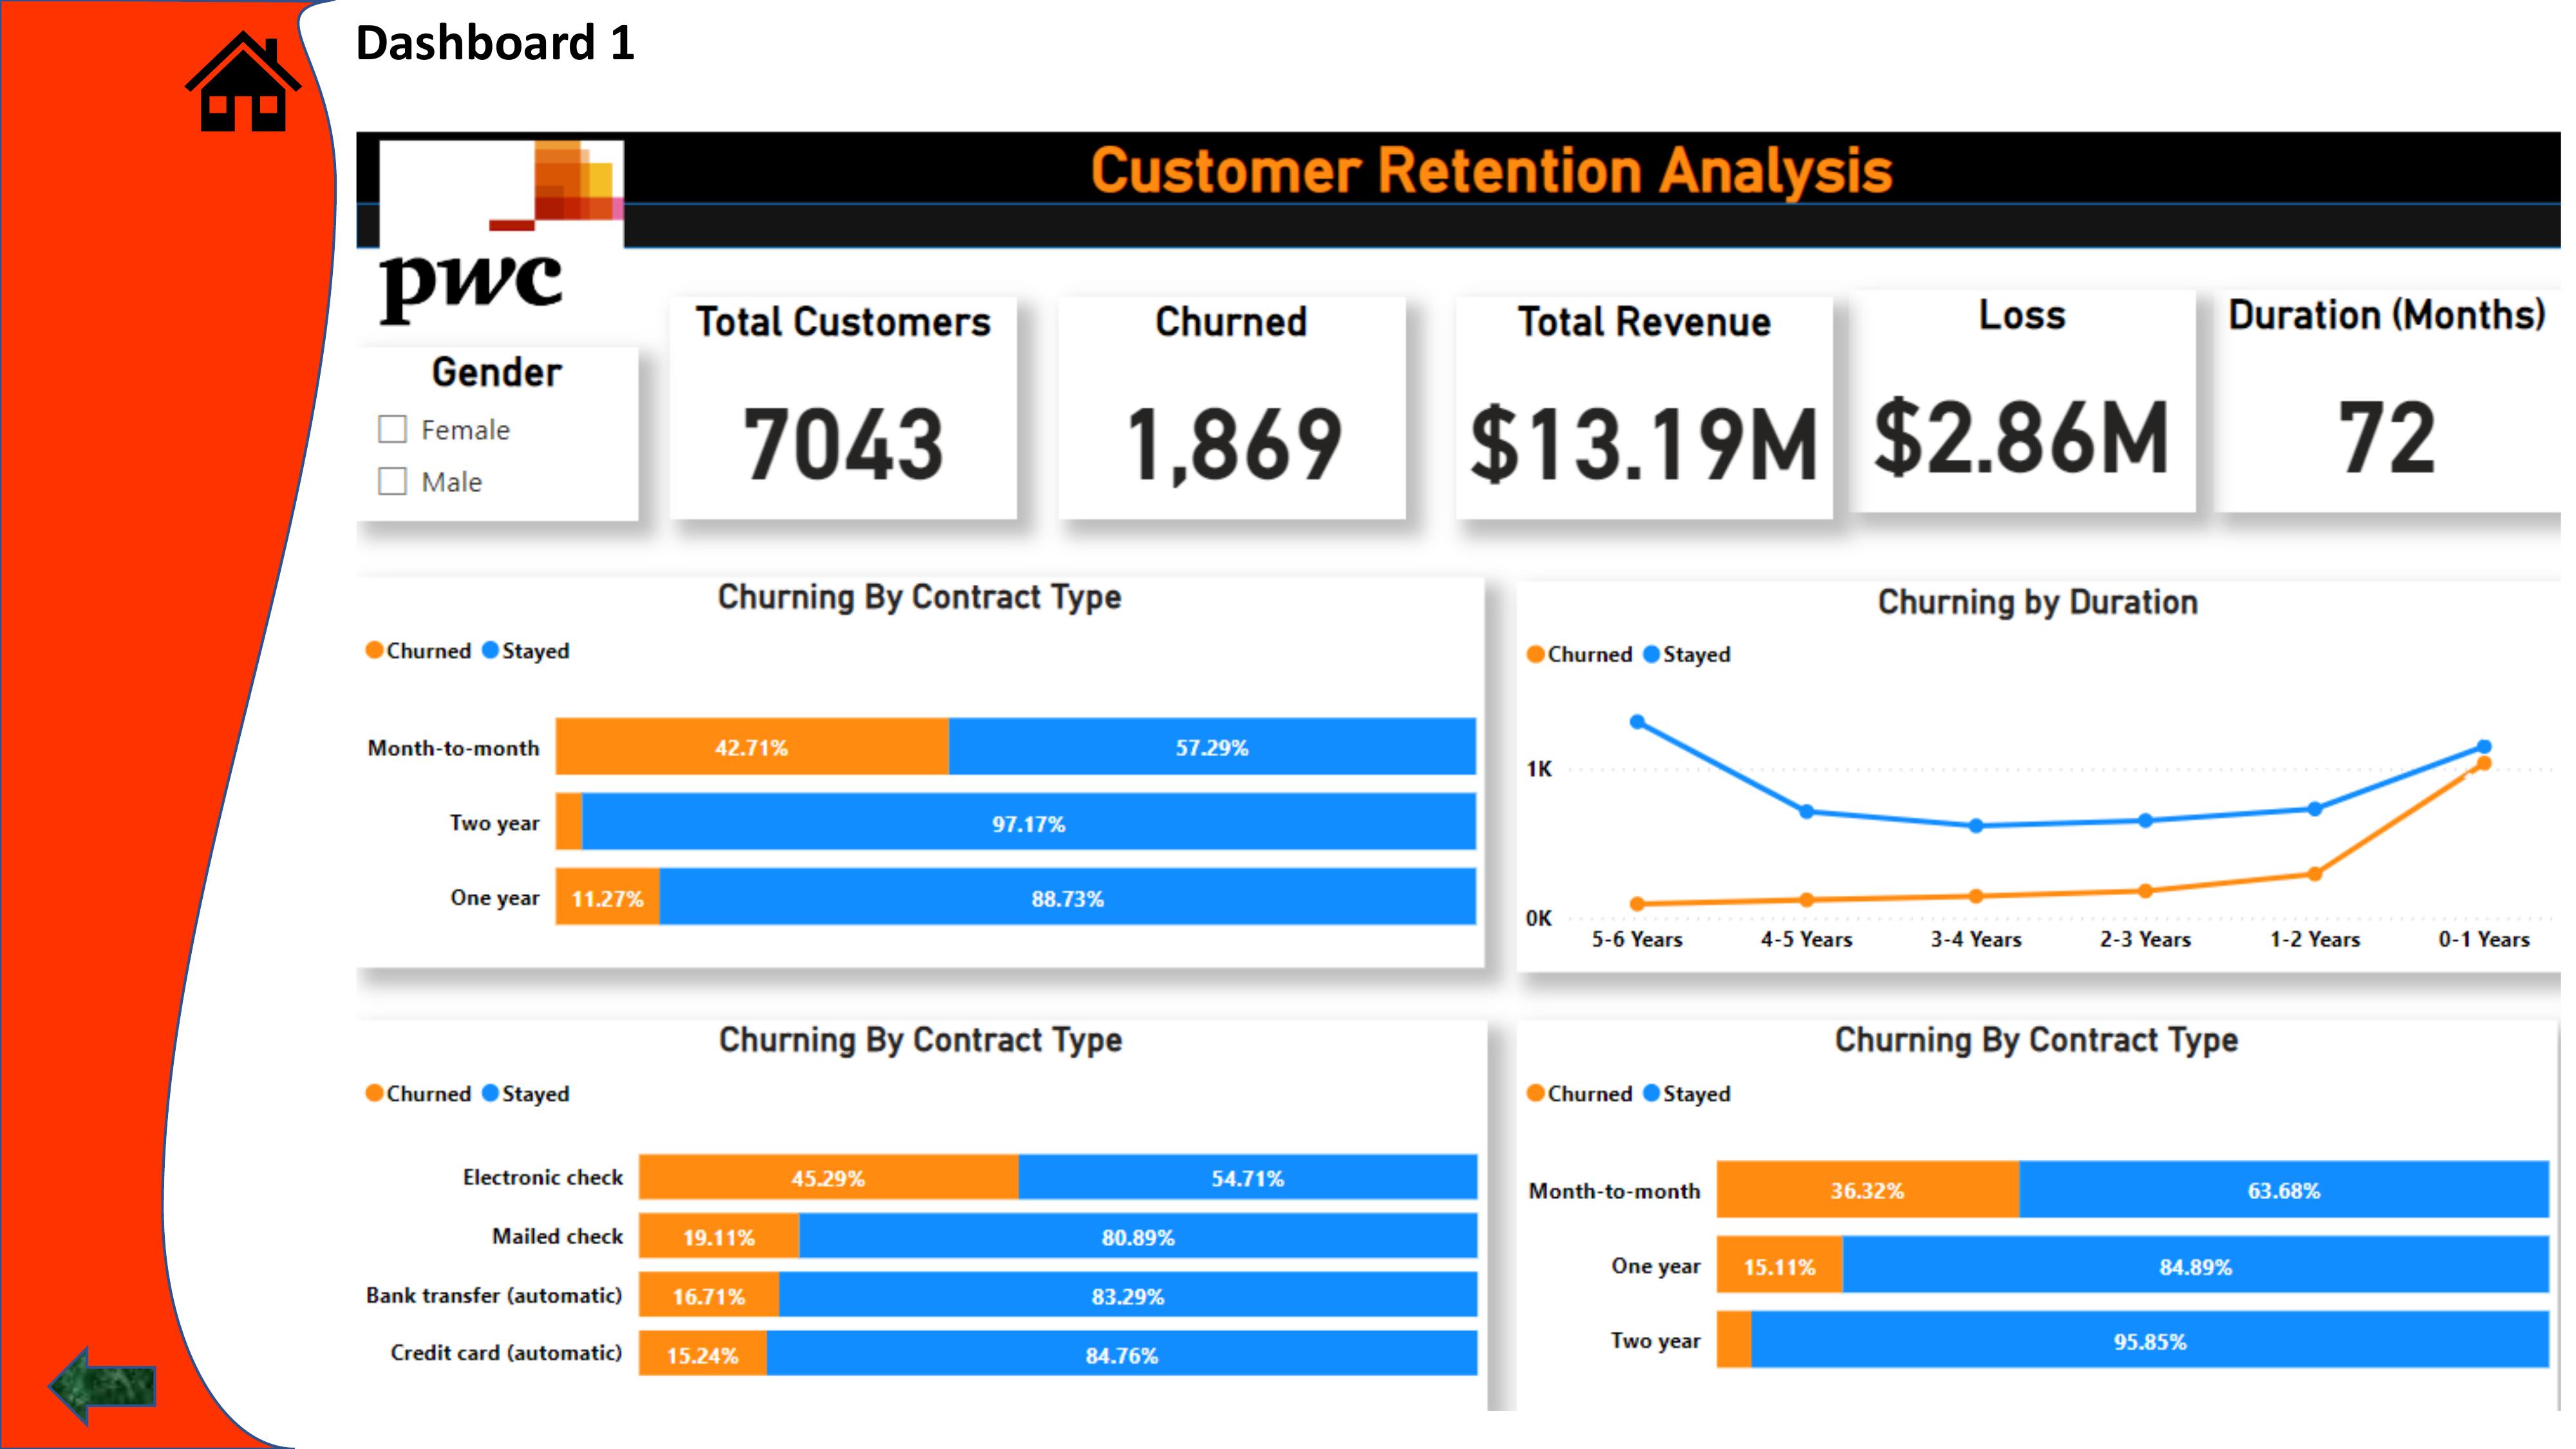 Dashboard 1
Customer Retention Analysis
pwc
Gender
Female
Male
Total Customers
7043
Churned
1,869
Total Revenue
$13.19M
Loss
$2.86M
Duration (Months)
72
Churning By Contract Type
Churned Stayed
Month-to-month 42.71% 57.29%
Two year 97.17%
One year 11.27% 88.73%
Churning by Duration
Churned Stayed
1K
0K
5-6 Years 4-5 Years 3-4 Years 2-3 Years 1-2 Years 0-1 Years
Churning By Contract Type
Churned Stayed
Electronic check 45.29% 54.71%
Mailed check 19.11% 80.89%
Bank transfer (automatic) 16.71% 83.29%
Credit card (automatic) 15.24% 84.76%
Churning By Contract Type
Churned Stayed
Month-to-month 36.32% 63.68%
One year 15.11% 84.89%
Two year 95.85%